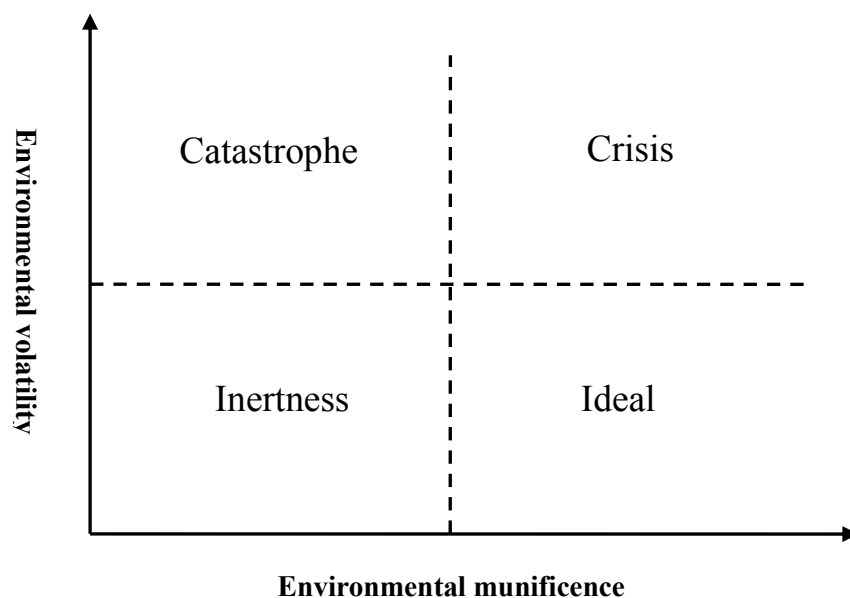 Environmental volatility
Catastrophe
Crisis
Inertness
Ideal
Environmental munificence